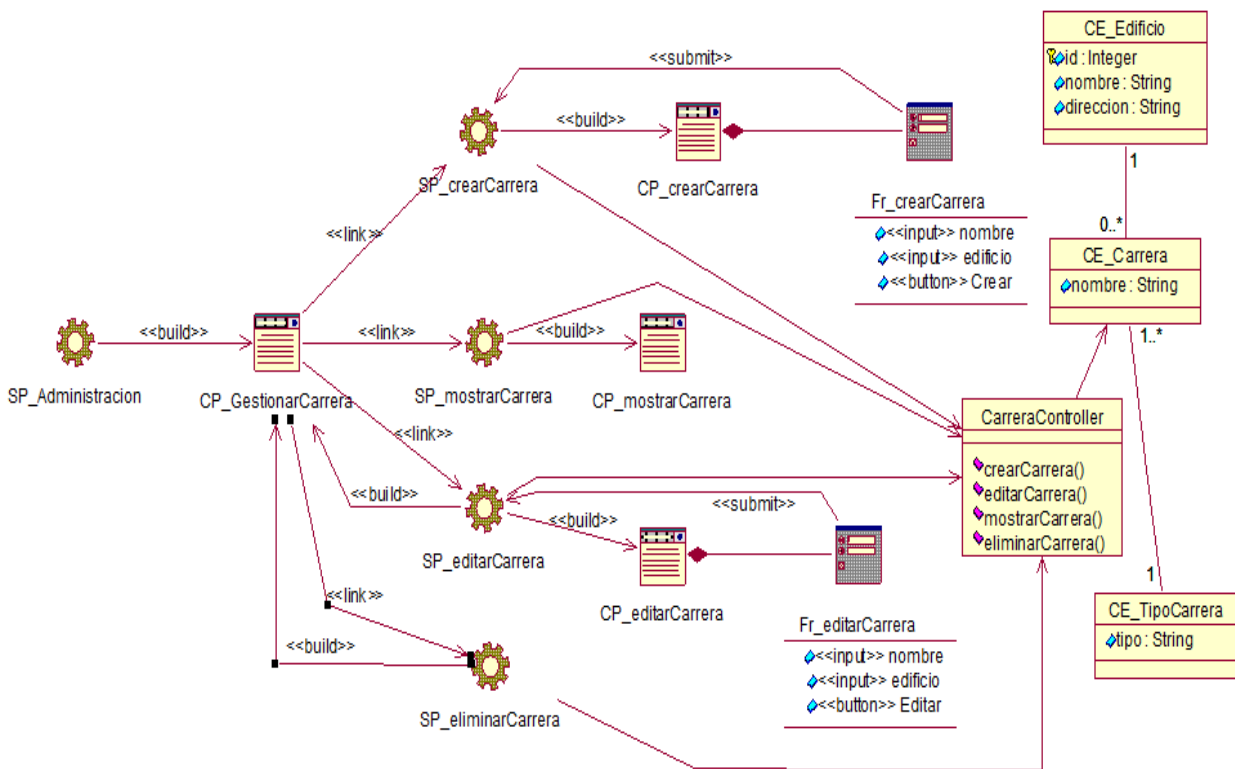 CE_Edificio
id : Integer
nombre : String
direccion : String
<<submit>>
<<build>>
SP_crearCarrera
CP_crearCarrera
1
Fr_crearCarrera
<<input>> nombre
<<input>> edificio
<<button>> Crear
0..*
CE_Carrera
nombre : String
1..*
<<link>>
<<build>>
<<link>>
<<build>>
SP_Administracion
CP_GestionarCarrera
SP_mostrarCarrera
CP_mostrarCarrera
<<link>>
CarreraController
crearCarrera()
editarCarrera()
mostrarCarrera()
eliminarCarrera()
<<build>>
<<build>>
<<submit>>
SP_editarCarrera
CP_editarCarrera
1
CE_TipoCarrera
tipo : String
<<link>>
<<build>>
Fr_editarCarrera
<<input>> nombre
<<input>> edificio
<<button>> Editar
SP_eliminarCarrera